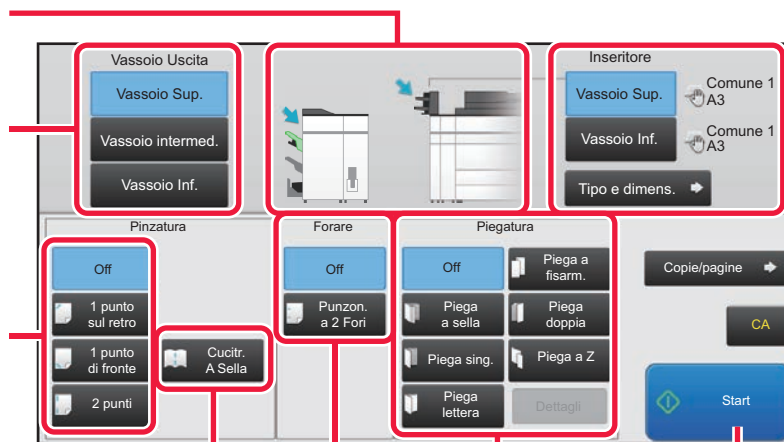 Vassoio Uscita
Vassoio Sup.
Vassoio intermed.
Vassoio Inf.
Inseritore
Vassoio Sup.
Comune 1
A3
Vassoio Inf.
Comune 1
A3
Tipo e dimens.
Pinzatura
Off
1 punto
sul retro
1 punto
di fronte
2 punti
Cucitr.
A Sella
Forare
Off
Punzon.
a 2 Fori
Piegatura
Off
Piega a
fisarm.
Piega
a sella
Piega
doppia
Piega sing.
Piega a Z
Piega
lettera
Dettagli
Copie/pagine
CA
Start